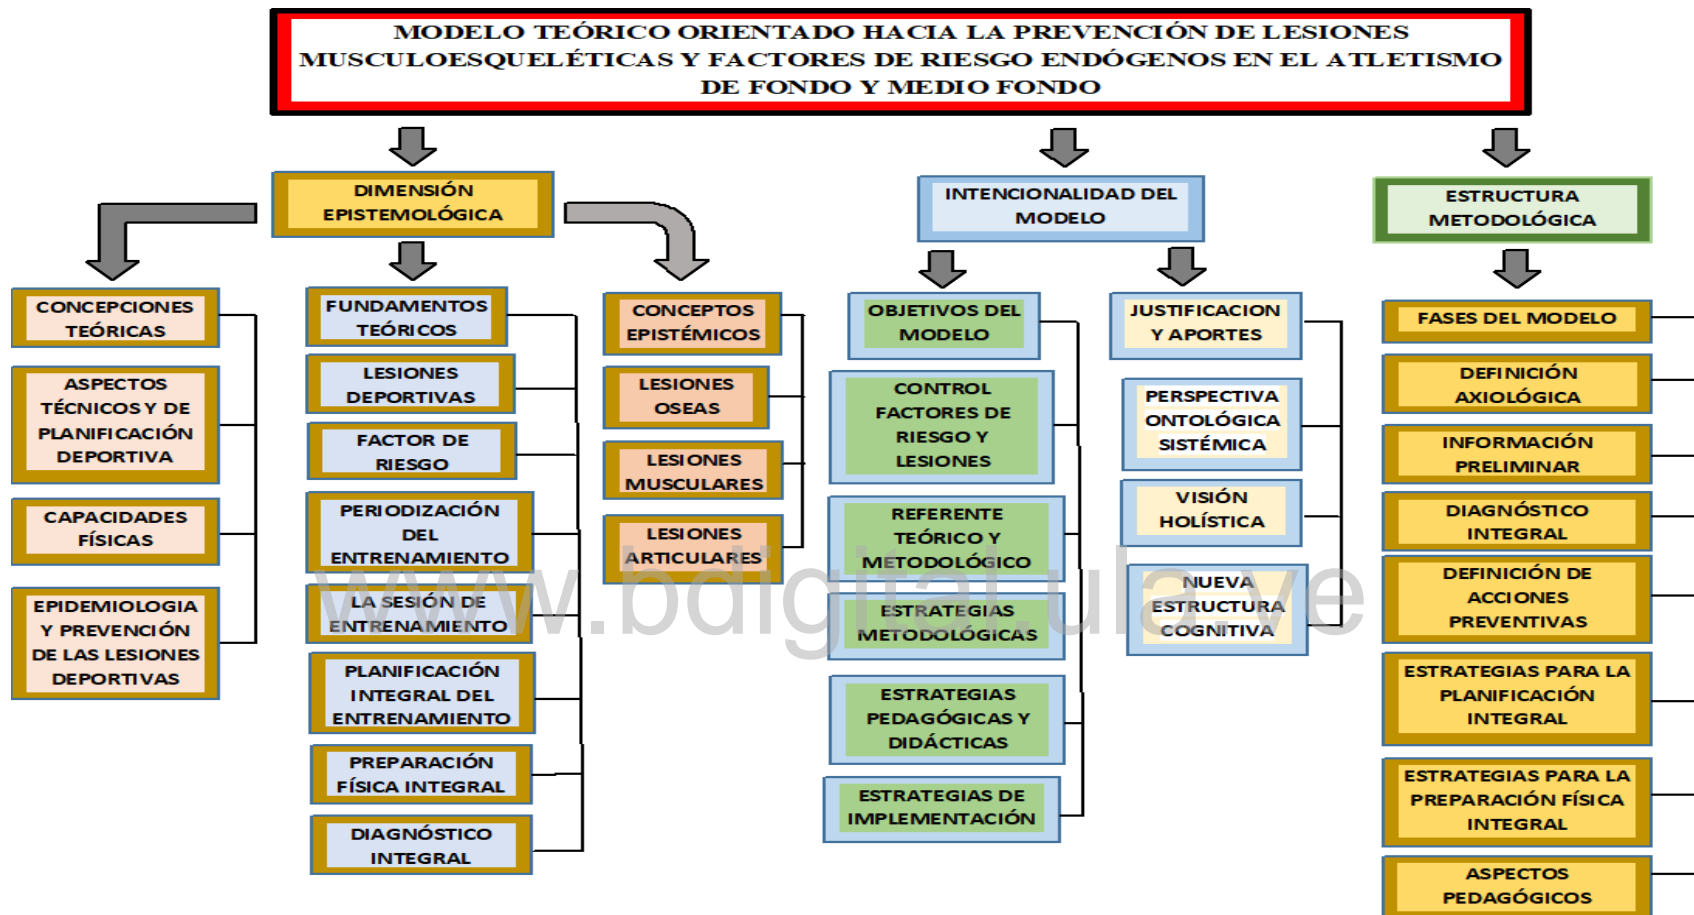 MODELO TEÓRICO ORIENTADO HACIA LA PREVENCIÓN DE LESIONES
MUSCULOESQUELÉTICAS Y FACTORES DE RIESGO ENDÓGENOS EN EL ATLETISMO
DE FONDO Y MEDIO FONDO
DIMENSIÓN
EPISTEMOLÓGICA
CONCEPCIONES
TEÓRICAS
ASPECTOS
TÉCNICOS Y DE
PLANIFICACIÓN
DEPORTIVA
CAPACIDADES
FÍSICAS
EPIDEMIOLOGIA
Y PREVENCIÓN
DE LAS LESIONES
DEPORTIVAS
FUNDAMENTOS
TEÓRICOS
LESIONES
DEPORTIVAS
FACTOR DE
RIESGO
PERIODIZACIÓN
DEL
ENTRENAMIENTO
LA SESIÓN DE
ENTRENAMIENTO
PLANIFICACIÓN
INTEGRAL DEL
ENTRENAMIENTO
PREPARACIÓN
FÍSICA INTEGRAL
DIAGNÓSTICO
INTEGRAL
CONCEPTOS
EPISTÉMICOS
LESIONES
OSEAS
LESIONES
MUSCULARES
LESIONES
ARTICULARES
INTENCIONALIDAD DEL
MODELO
OBJETIVOS DEL
MODELO
CONTROL
FACTORES DE
RIESGO Y
LESIONES
REFERENTE
TEÓRICO Y
METODOLÓGICO
ESTRATEGIAS
METODOLÓGICAS
ESTRATEGIAS
PEDAGÓGICAS Y
DIDÁCTICAS
ESTRATEGIAS DE
IMPLEMENTACIÓN
JUSTIFICACION
Y APORTES
PERSPECTIVA
ONTOLÓGICA
SISTÉMICA
VISIÓN
HOLÍSTICA
NUEVA
ESTRUCTURA
COGNITIVA
ESTRUCTURA
METODOLÓGICA
FASES DEL MODELO
DEFINICIÓN
AXIOLÓGICA
INFORMACIÓN
PRELIMINAR
DIAGNÓSTICO
INTEGRAL
DEFINICIÓN DE
ACCIONES
PREVENTIVAS
ESTRATEGIAS PARA LA
PLANIFICACIÓN
INTEGRAL
ESTRATEGIAS PARA LA
PREPARACIÓN FÍSICA
INTEGRAL
ASPECTOS
PEDAGÓGICOS
www.bdigital.ula.ve